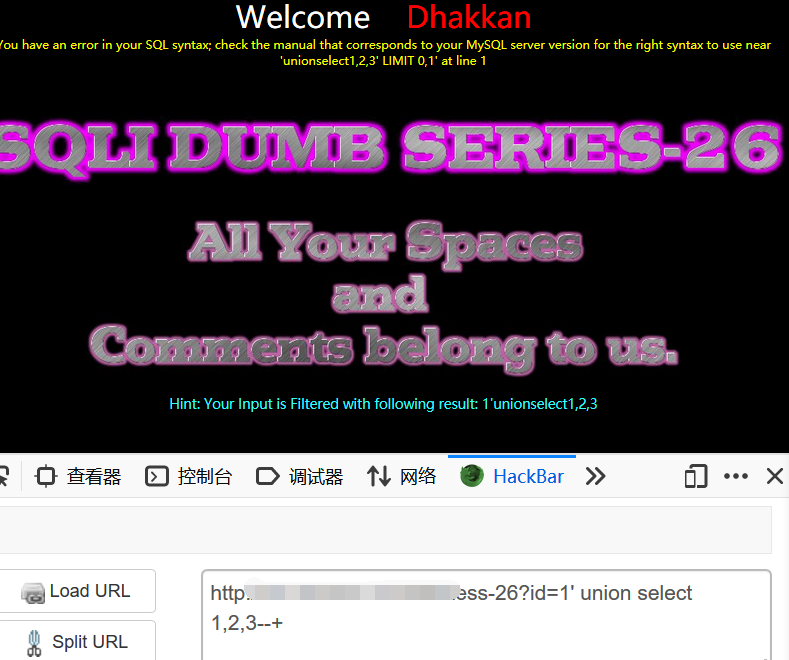 Welcome Dhakkan
You have an error in your SQL syntax; check the manual that corresponds to your MySQL server version for the right syntax to use near
'unionselect1,2,3' LIMIT 0,1' at line 1
SQLI DUMB SERIES-26
All Your Spaces
and
Comments belong to us.
Hint: Your Input is Filtered with following result: 1'unionselect1,2,3
查看器 控制台 调试器 网络 HackBar
Load URL
http: ess-26?id=1' union select
1,2,3--+
Split URL